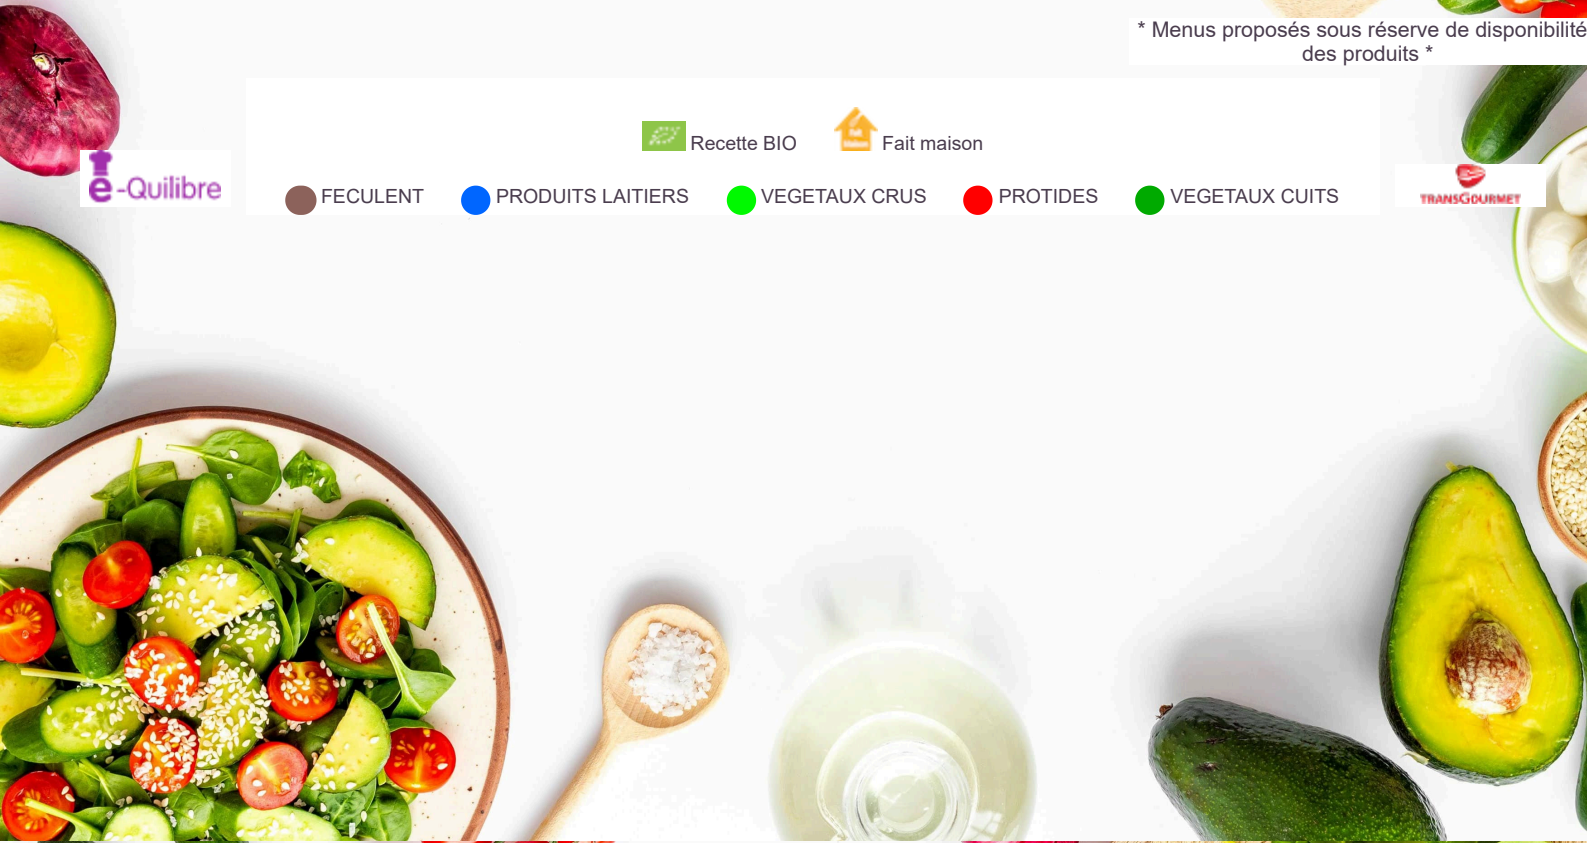 * Menus proposés sous réserve de disponibilité
des produits *
Recette BIO Fait maison
e-Quilibre
FECULENT PRODUITS LAITIERS VEGETAUX CRUS PROTIDES VEGETAUX CUITS
TRANSGOURMET